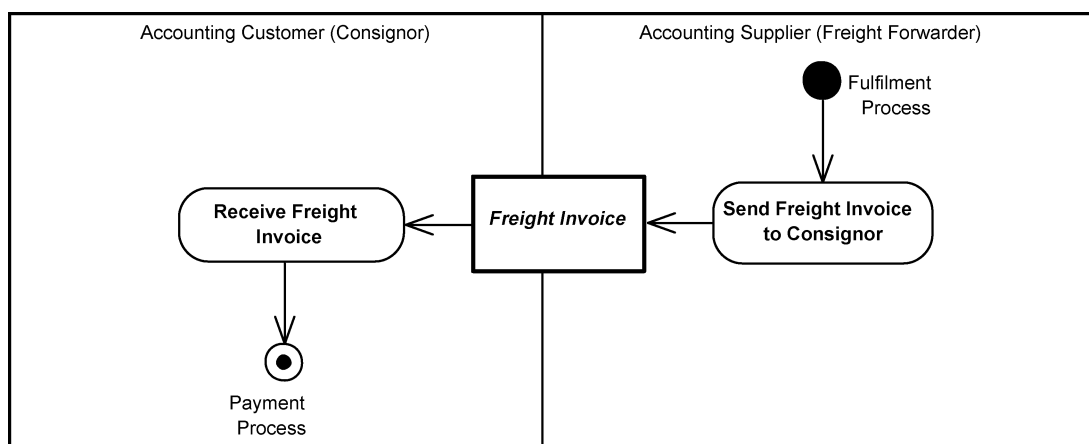 Accounting Customer (Consignor)
Accounting Supplier (Freight Forwarder)
Fulfilment
Process
Receive Freight
Invoice
Freight Invoice
Send Freight Invoice
to Consignor
Payment
Process